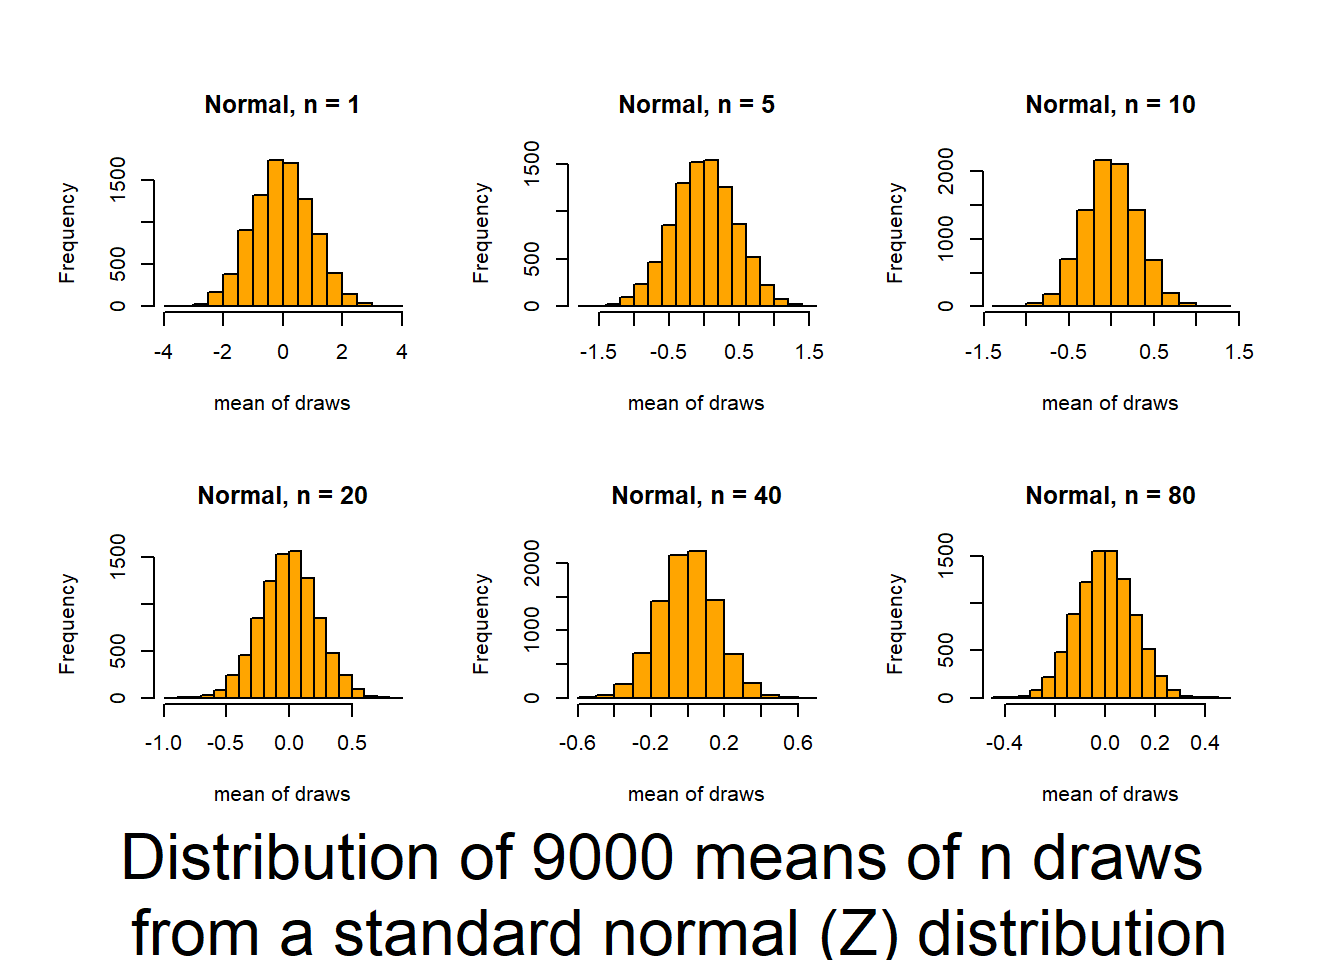 Normal, n = 1
Frequency
0 500 1500
-4 -2 0 2 4
mean of draws
Normal, n = 5
Frequency
0 500 1500
-1.5 -0.5 0.5 1.5
mean of draws
Normal, n = 10
Frequency
0 1000 2000
-1.5 -0.5 0.5 1.5
mean of draws
Normal, n = 20
Frequency
0 500 1500
-1.0 -0.5 0.0 0.5
mean of draws
Normal, n = 40
Frequency
0 1000 2000
-0.6 -0.2 0.2 0.6
mean of draws
Normal, n = 80
Frequency
0 500 1500
-0.4 0.0 0.2 0.4
mean of draws
Distribution of 9000 means of n draws
from a standard normal (Z) distribution